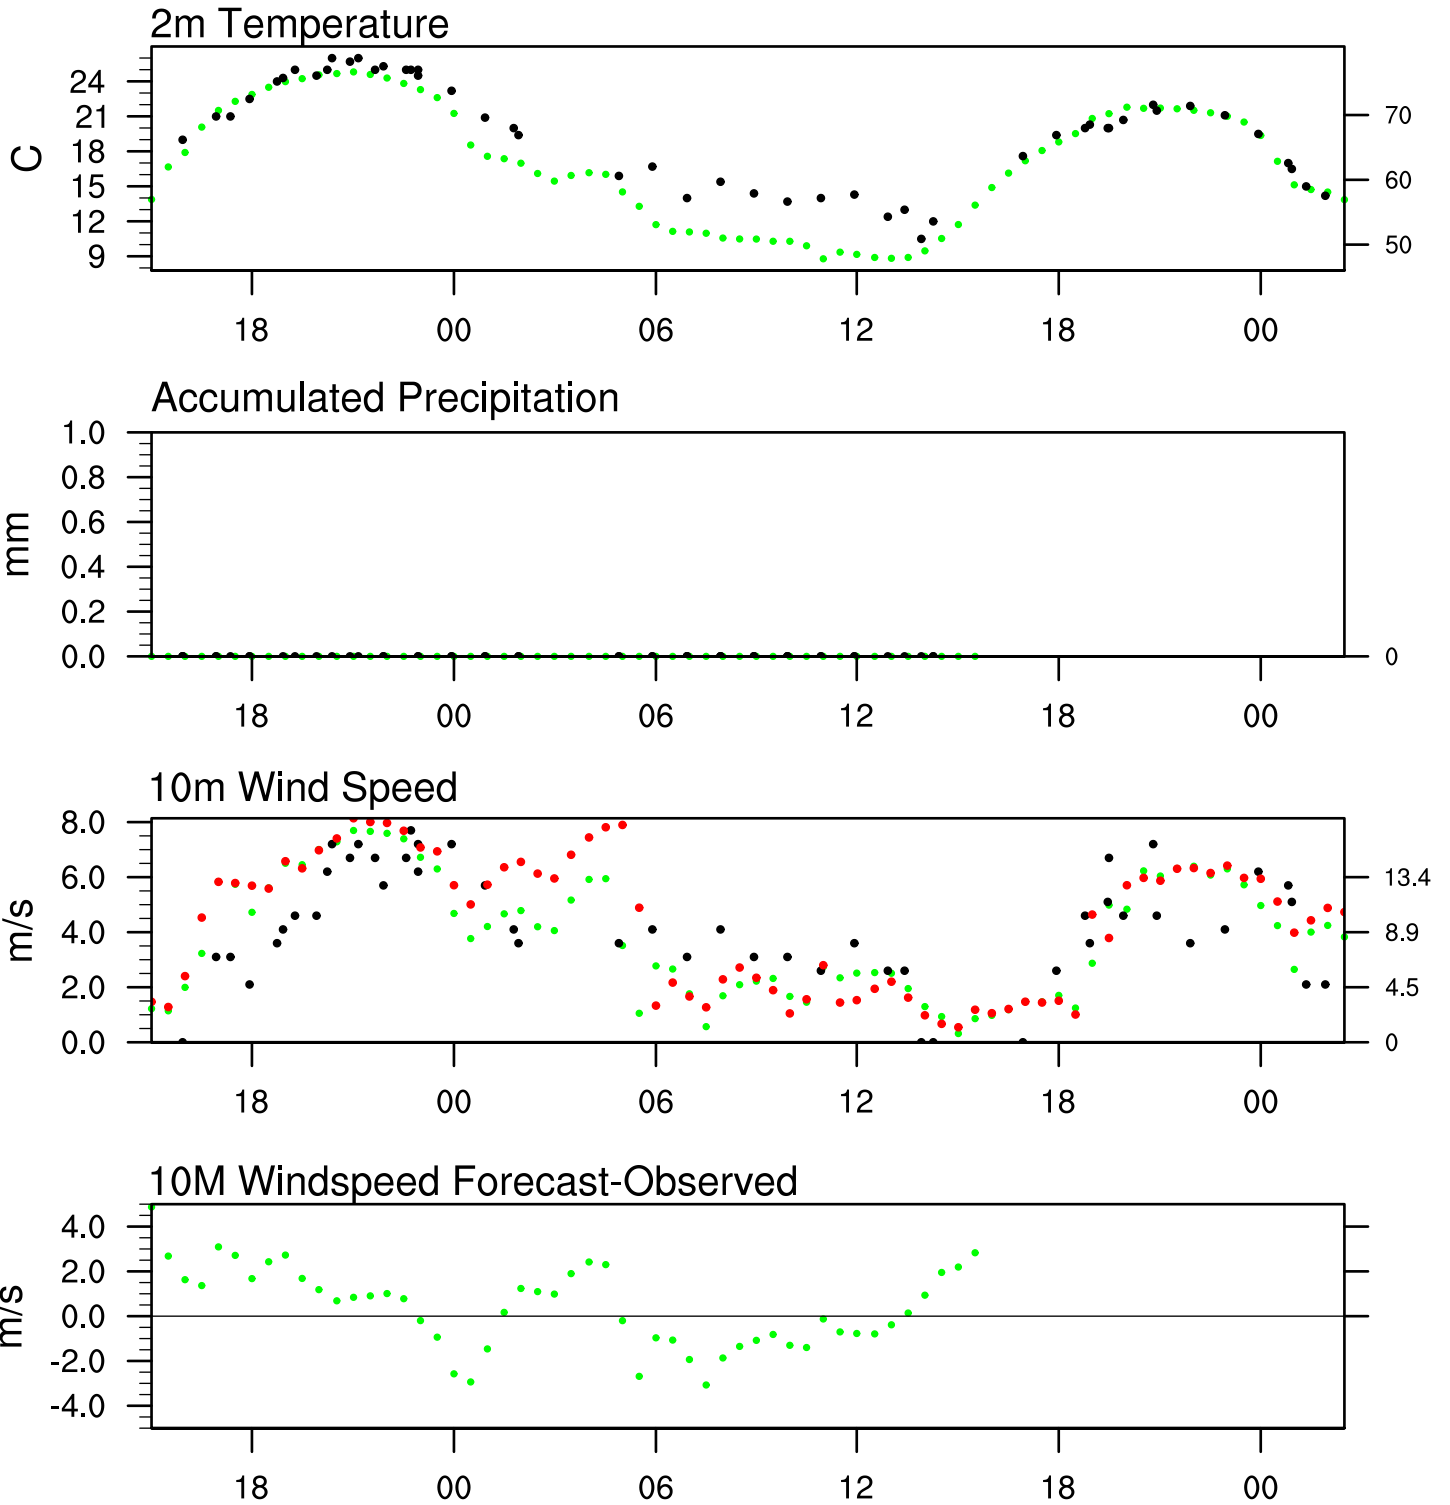 2m Temperature
24
21
18
15
12
9
C
70
60
50
18 00 06 12 18 00
Accumulated Precipitation
1.0
0.8
0.6
0.4
0.2
0.0
mm
0
18 00 06 12 18 00
10m Wind Speed
8.0
6.0
4.0
2.0
0.0
m/s
13.4
8.9
4.5
0
18 00 06 12 18 00
10M Windspeed Forecast-Observed
4.0
2.0
0.0
-2.0
-4.0
m/s
18 00 06 12 18 00